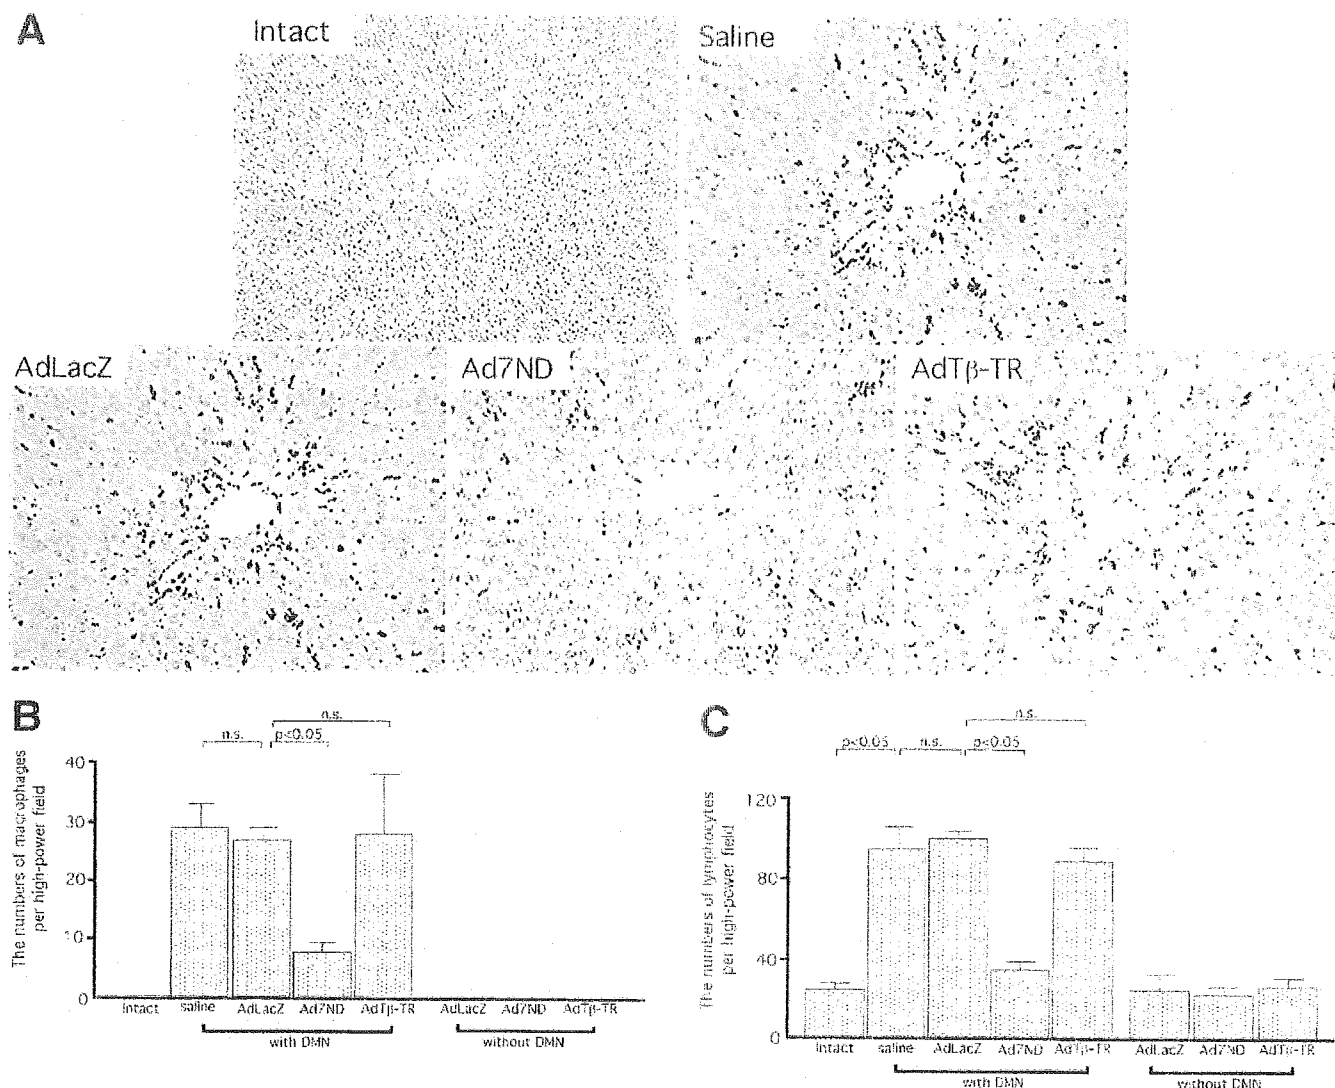 A
Intact
Saline
AdLacZ
Ad7ND
AdTβ-TR
B
n.s.
n.s.
p<0.05
The numbers of macrophages
per high-power field
40
30
20
10
0
Intact
saline
AdLacZ
Ad7ND
AdTβ-TR
AdLacZ
Ad7ND
AdTβ-TR
with DMN
without DMN
C
n.s.
p<0.05
n.s.
p<0.05
The numbers of lymphocytes
per high-power field
120
80
40
0
Intact
saline
AdLacZ
Ad7ND
AdTβ-TR
AdLacZ
Ad7ND
AdTβ-TR
with DMN
without DMN